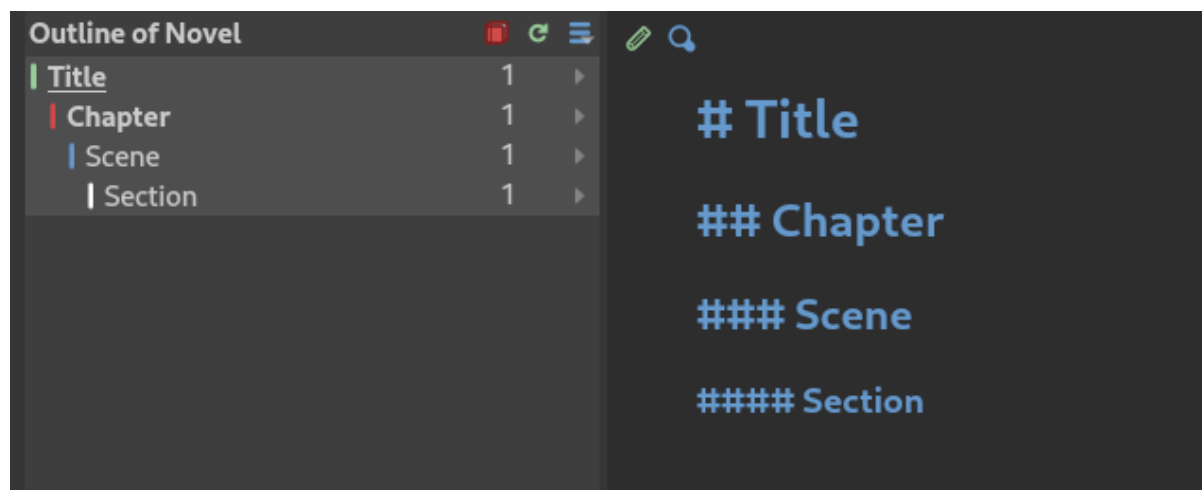 Outline of Novel
Title 1
Chapter 1
Scene 1
Section 1
# Title
## Chapter
### Scene
#### Section